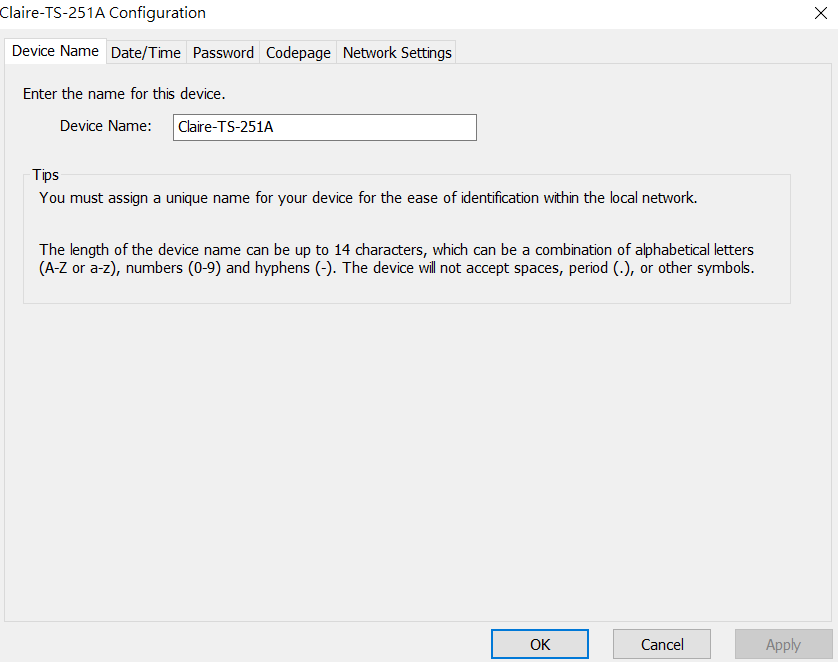 Claire-TS-251A Configuration
Device Name Date/Time Password Codepage Network Settings
Enter the name for this device.
Device Name: Claire-TS-251A
Tips
You must assign a unique name for your device for the ease of identification within the local network.
The length of the device name can be up to 14 characters, which can be a combination of alphabetical letters
(A-Z or a-z), numbers (0-9) and hyphens (-). The device will not accept spaces, period (.), or other symbols.
OK Cancel Apply